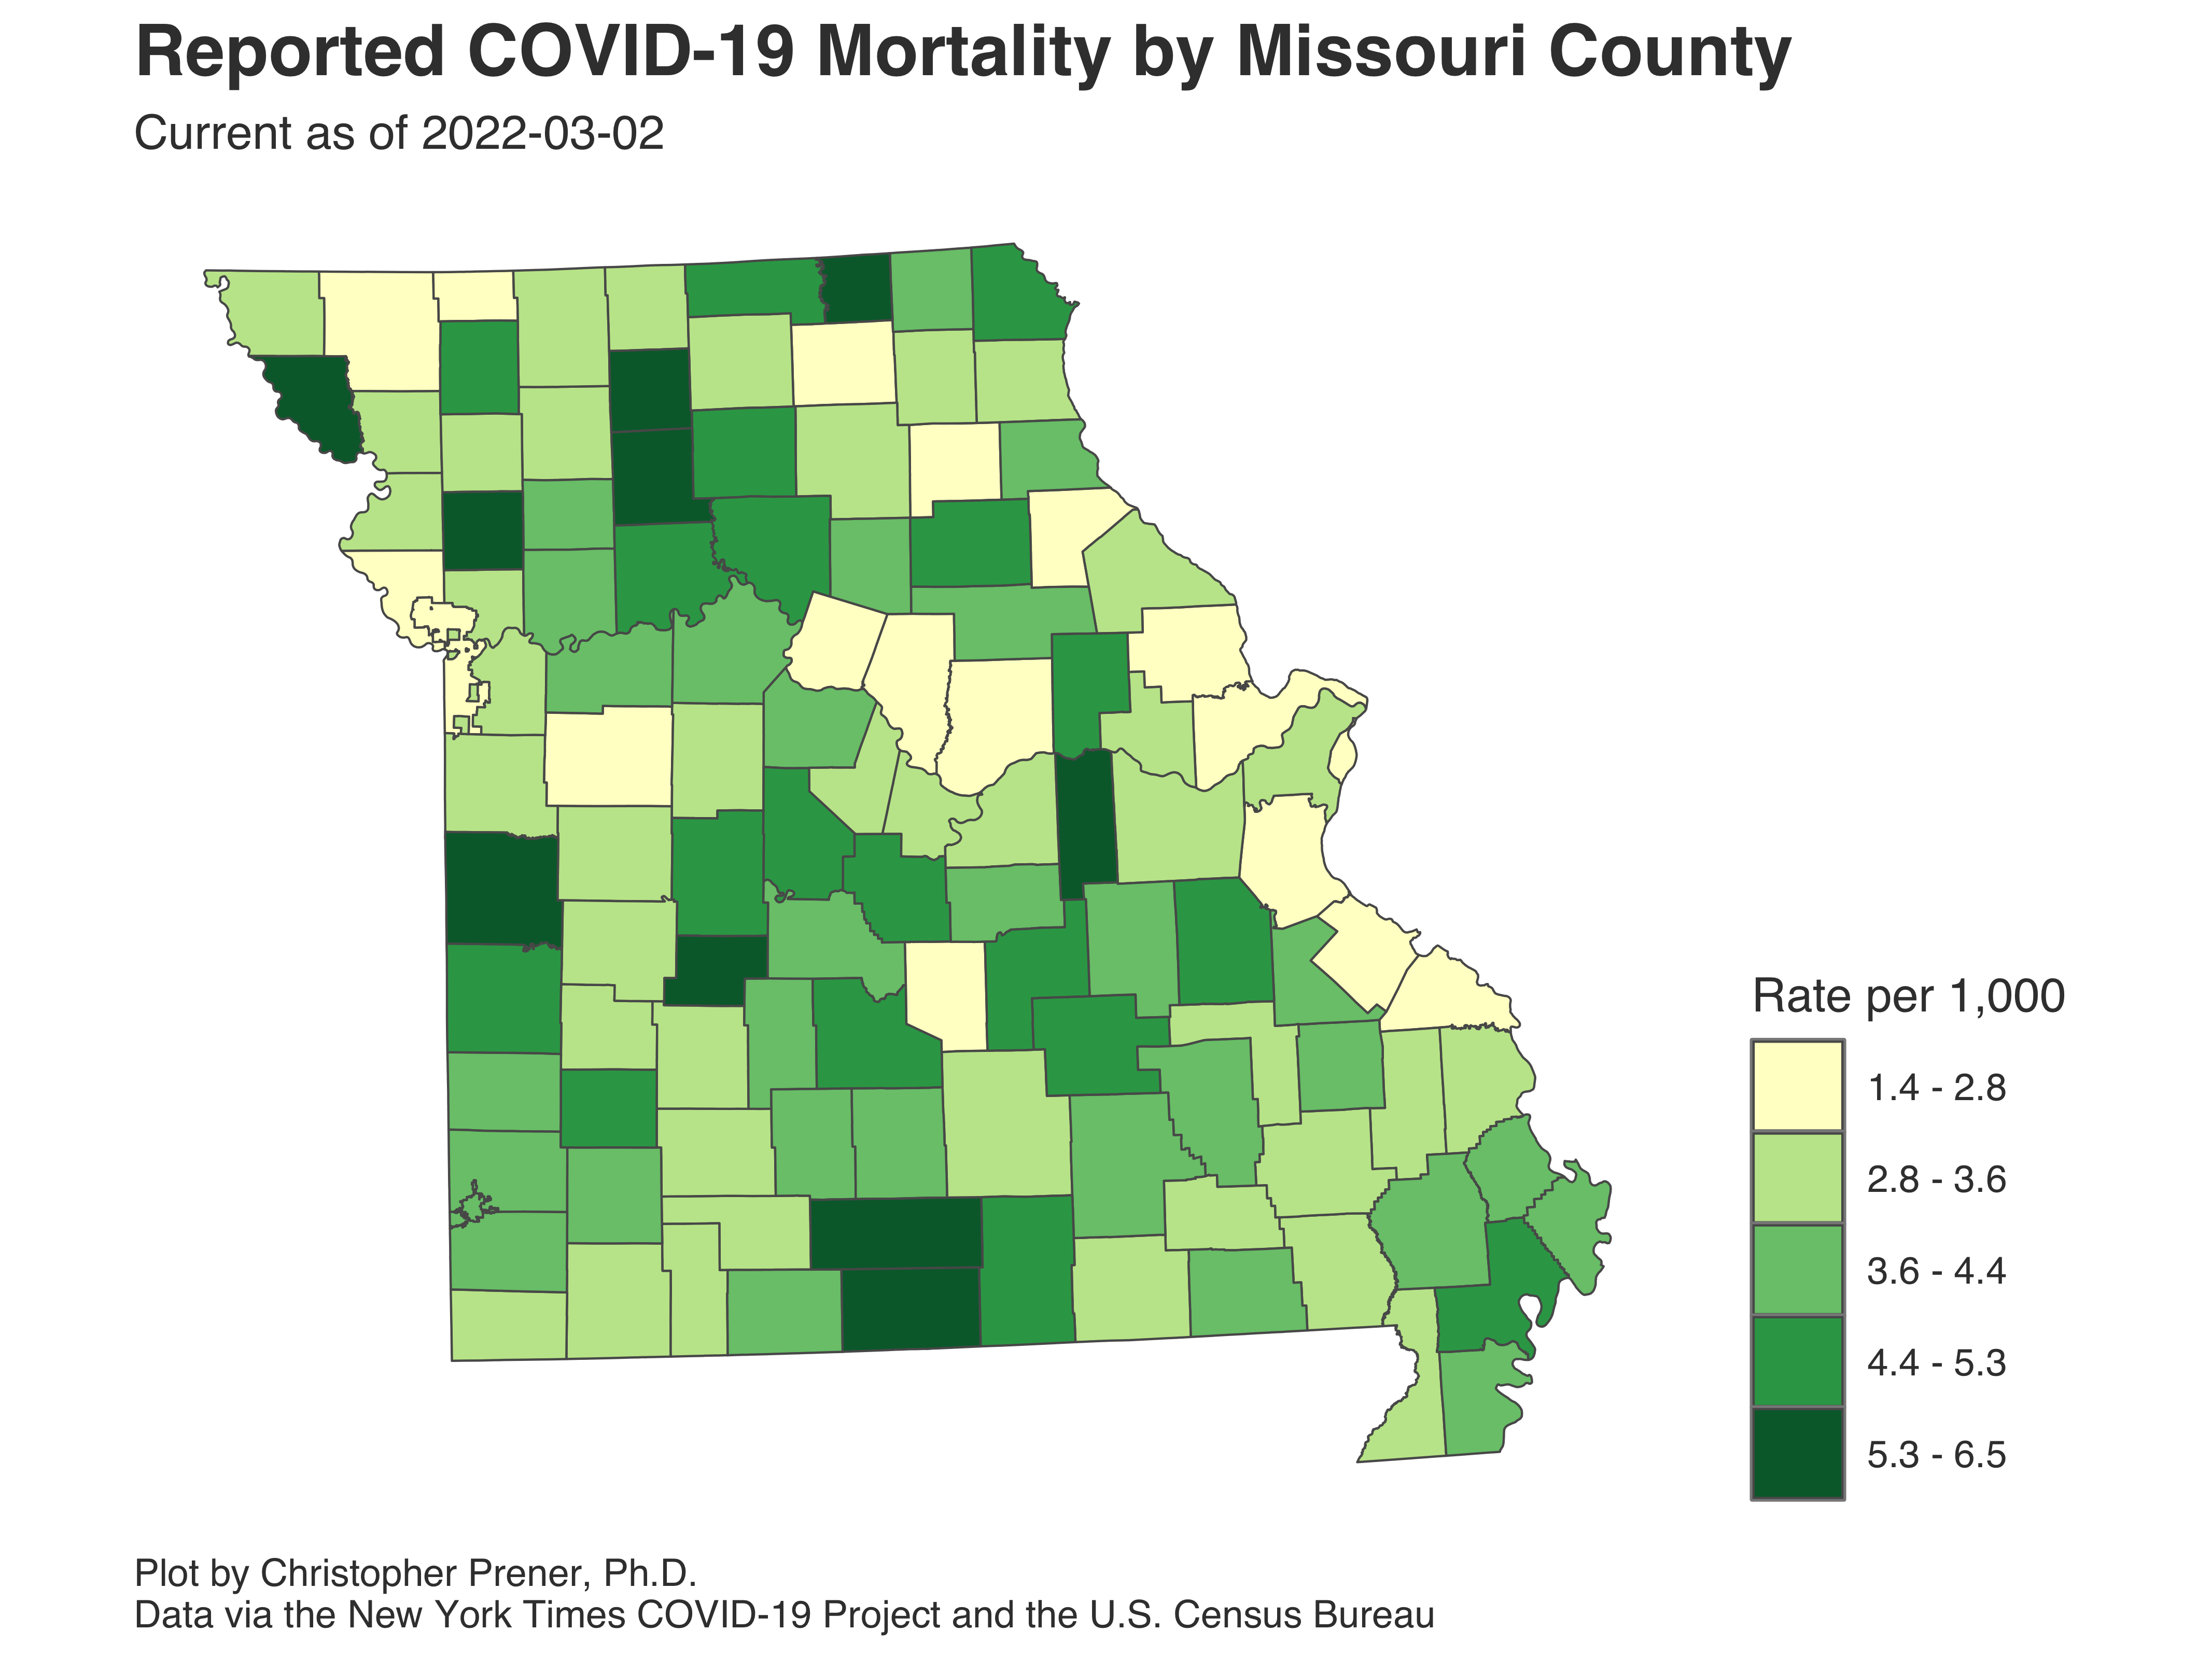 Reported COVID-19 Mortality by Missouri County
Current as of 2022-03-02
Rate per 1,000
1.4 - 2.8
2.8 - 3.6
3.6 - 4.4
4.4 - 5.3
5.3 - 6.5
Plot by Christopher Prener, Ph.D.
Data via the New York Times COVID-19 Project and the U.S. Census Bureau